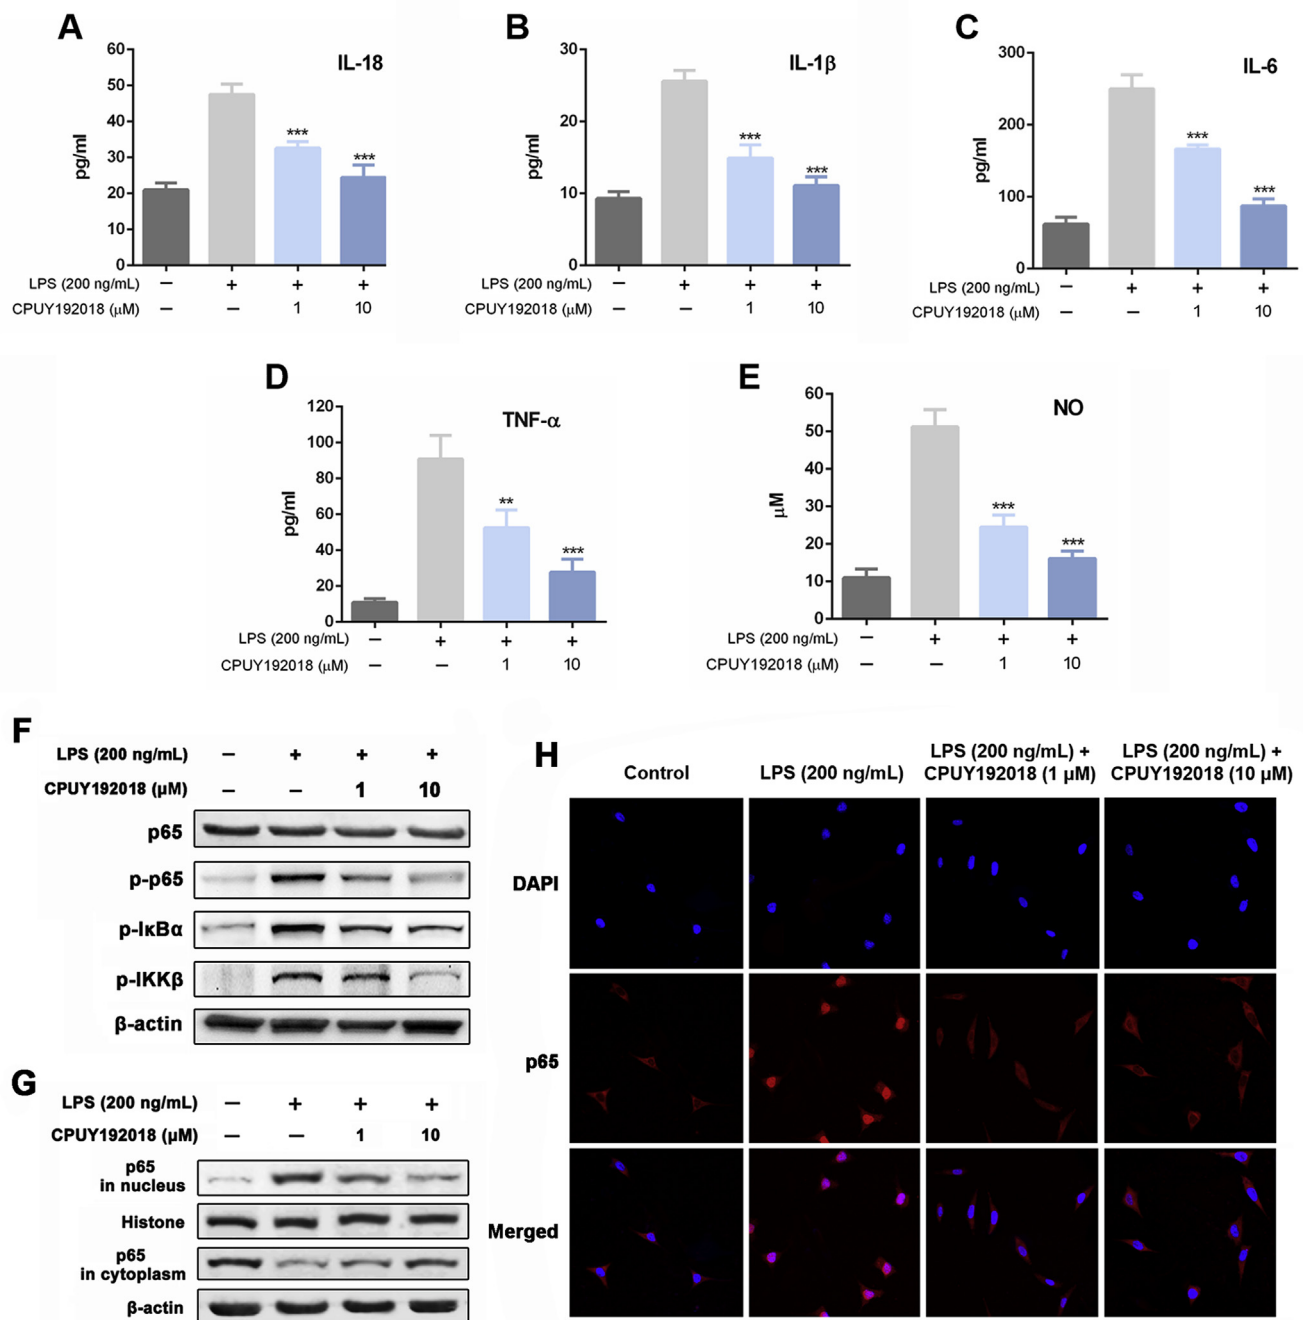 A
IL-18
60
50
40
30
20
10
0
pg/ml
***
***
LPS (200 ng/mL) – + + +
CPUY192018 (μM) – – 1 10
B
IL-1β
30
20
10
0
pg/ml
***
***
LPS (200 ng/mL) – + + +
CPUY192018 (μM) – – 1 10
C
IL-6
300
200
100
0
pg/ml
***
***
LPS (200 ng/mL) – + + +
CPUY192018 (μM) – – 1 10
D
TNF-α
120
100
80
60
40
20
0
pg/ml
**
***
LPS (200 ng/mL) – + + +
CPUY192018 (μM) – – 1 10
E
NO
60
50
40
30
20
10
0
μM
***
***
LPS (200 ng/mL) – + + +
CPUY192018 (μM) – – 1 10
F
LPS (200 ng/mL) – + + +
CPUY192018 (μM) – – 1 10
p65
p-p65
p-IκBα
p-IKKβ
β-actin
G
LPS (200 ng/mL) – + + +
CPUY192018 (μM) – – 1 10
p65
in nucleus
Histone
p65
in cytoplasm
β-actin
H
Control
LPS (200 ng/mL)
LPS (200 ng/mL) +
CPUY192018 (1 μM)
LPS (200 ng/mL) +
CPUY192018 (10 μM)
DAPI
p65
Merged